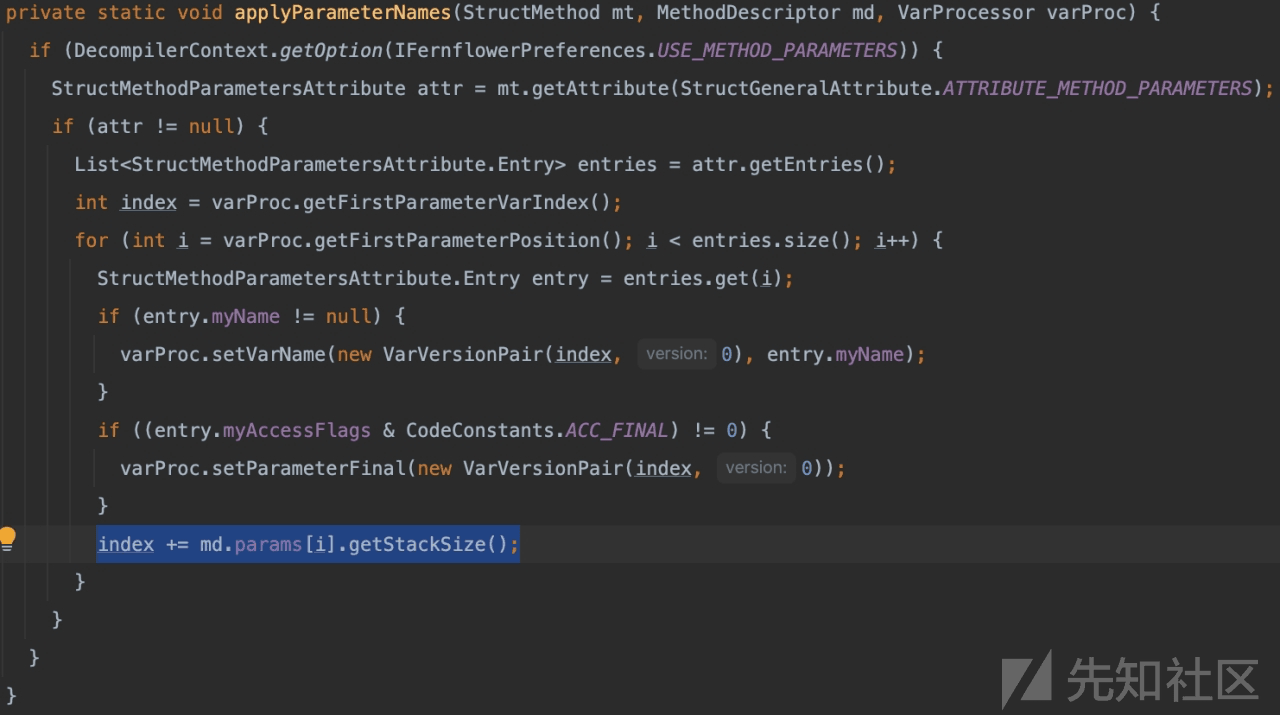 private static void applyParameterNames(StructMethod mt, MethodDescriptor md, VarProcessor varProc) {
if (DecompilerContext.getOption(IFernflowerPreferences.USE_METHOD_PARAMETERS)) {
StructMethodParametersAttribute attr = mt.getAttribute(StructGeneralAttribute.ATTRIBUTE_METHOD_PARAMETERS);
if (attr != null) {
List<StructMethodParametersAttribute.Entry> entries = attr.getEntries();
int index = varProc.getFirstParameterVarIndex();
for (int i = varProc.getFirstParameterPosition(); i < entries.size(); i++) {
StructMethodParametersAttribute.Entry entry = entries.get(i);
if (entry.myName != null) {
varProc.setVarName(new VarVersionPair(index, version: 0), entry.myName);
}
if ((entry.myAccessFlags & CodeConstants.ACC_FINAL) != 0) {
varProc.setParameterFinal(new VarVersionPair(index, version: 0));
}
index += md.params[i].getStackSize();
}
}
}
}
先知社区